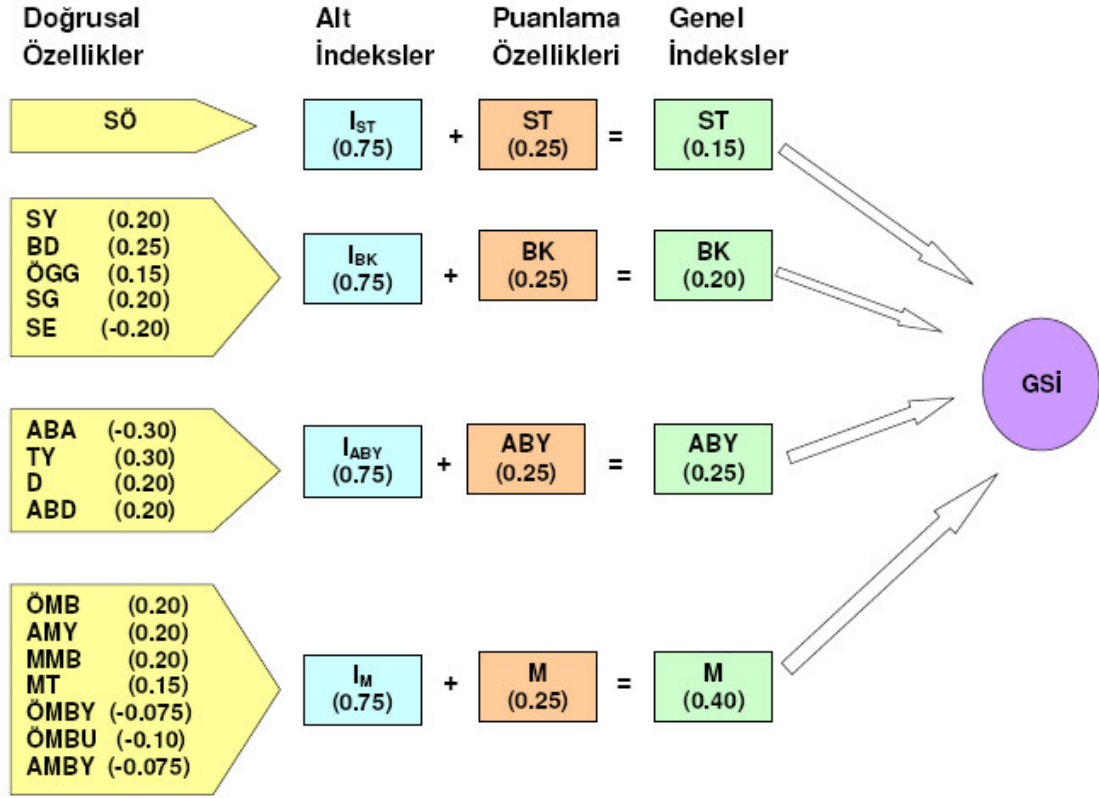 Doğrusal Özellikler
Alt İndeksler
Puanlama Özellikleri
Genel İndeksler
SÖ
I_ST (0.75) + ST (0.25) = ST (0.15)
SY (0.20)
BD (0.25)
ÖGG (0.15)
SG (0.20)
SE (-0.20)
I_BK (0.75) + BK (0.25) = BK (0.20)
GSİ
ABA (-0.30)
TY (0.30)
D (0.20)
ABD (0.20)
I_ABY (0.75) + ABY (0.25) = ABY (0.25)
ÖMB (0.20)
AMY (0.20)
MMB (0.20)
MT (0.15)
ÖMBY (-0.075)
ÖMBU (-0.10)
AMBY (-0.075)
I_M (0.75) + M (0.25) = M (0.40)